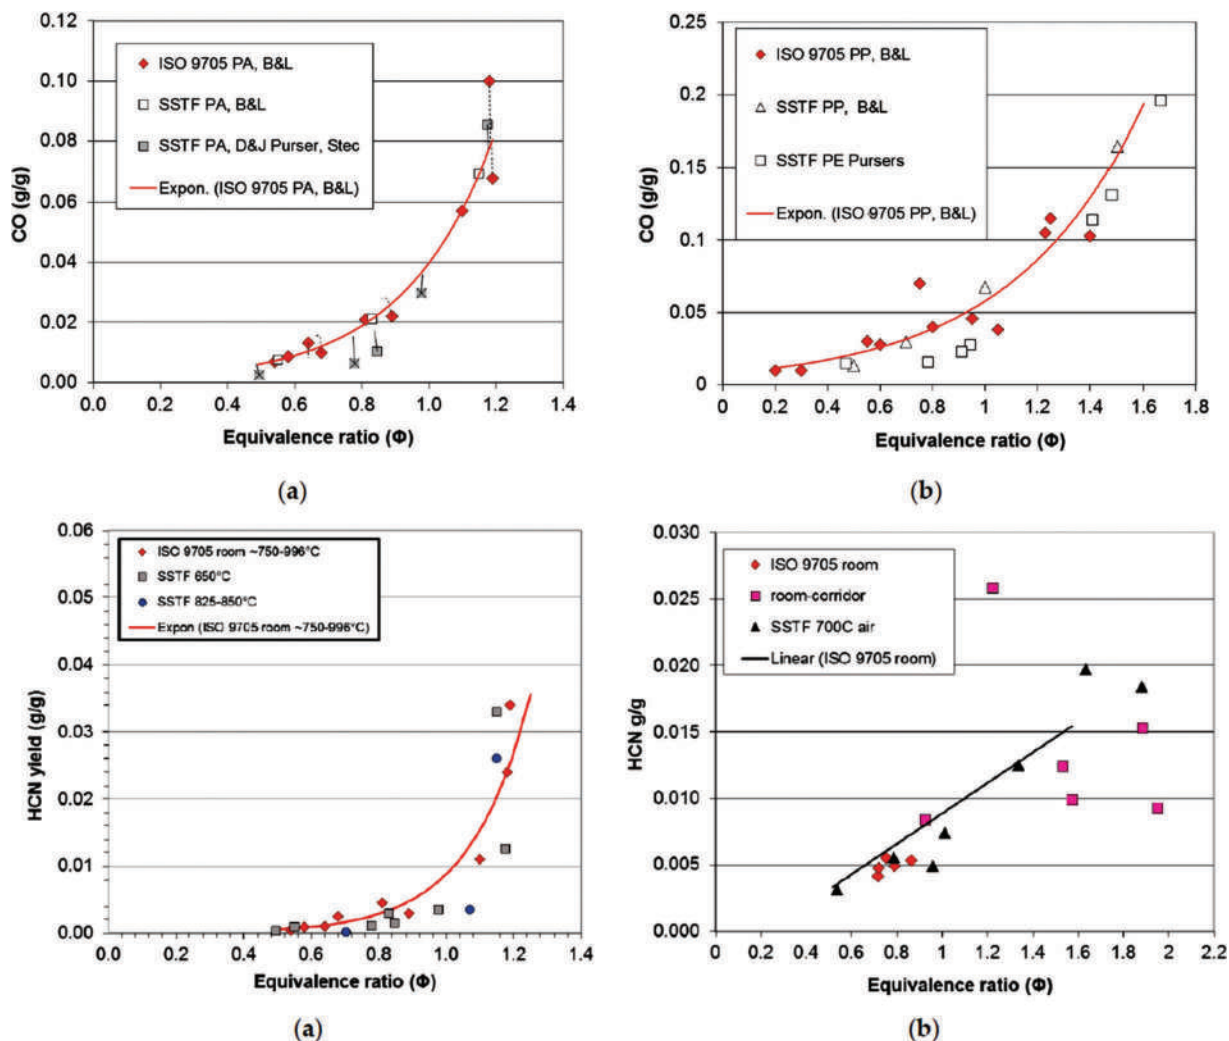 0.12
0.10
0.08
0.06
0.04
0.02
0.00
CO (g/g)
ISO 9705 PA, B&L
SSTF PA, B&L
SSTF PA, D&J Purser, Stec
Expon. (ISO 9705 PA, B&L)
0.0 0.2 0.4 0.6 0.8 1.0 1.2 1.4
Equivalence ratio (Φ)
(a)
0.25
0.2
0.15
0.1
0.05
0
CO (g/g)
ISO 9705 PP, B&L
SSTF PP, B&L
SSTF PE Pursers
Expon. (ISO 9705 PP, B&L)
0 0.2 0.4 0.6 0.8 1 1.2 1.4 1.6 1.8
Equivalence ratio (Φ)
(b)
0.06
0.05
0.04
0.03
0.02
0.01
0.00
HCN yield (g/g)
ISO 9705 room ~750-996°C
SSTF 650°C
SSTF 825-850°C
Expon (ISO 9705 room ~750-996°C)
0.0 0.2 0.4 0.6 0.8 1.0 1.2 1.4
Equivalence ratio (Φ)
(a)
0.030
0.025
0.020
0.015
0.010
0.005
0.000
HCN g/g
ISO 9705 room
room-corridor
SSTF 700C air
Linear (ISO 9705 room)
0 0.2 0.4 0.6 0.8 1 1.2 1.4 1.6 1.8 2 2.2
Equivalence ratio (Φ)
(b)